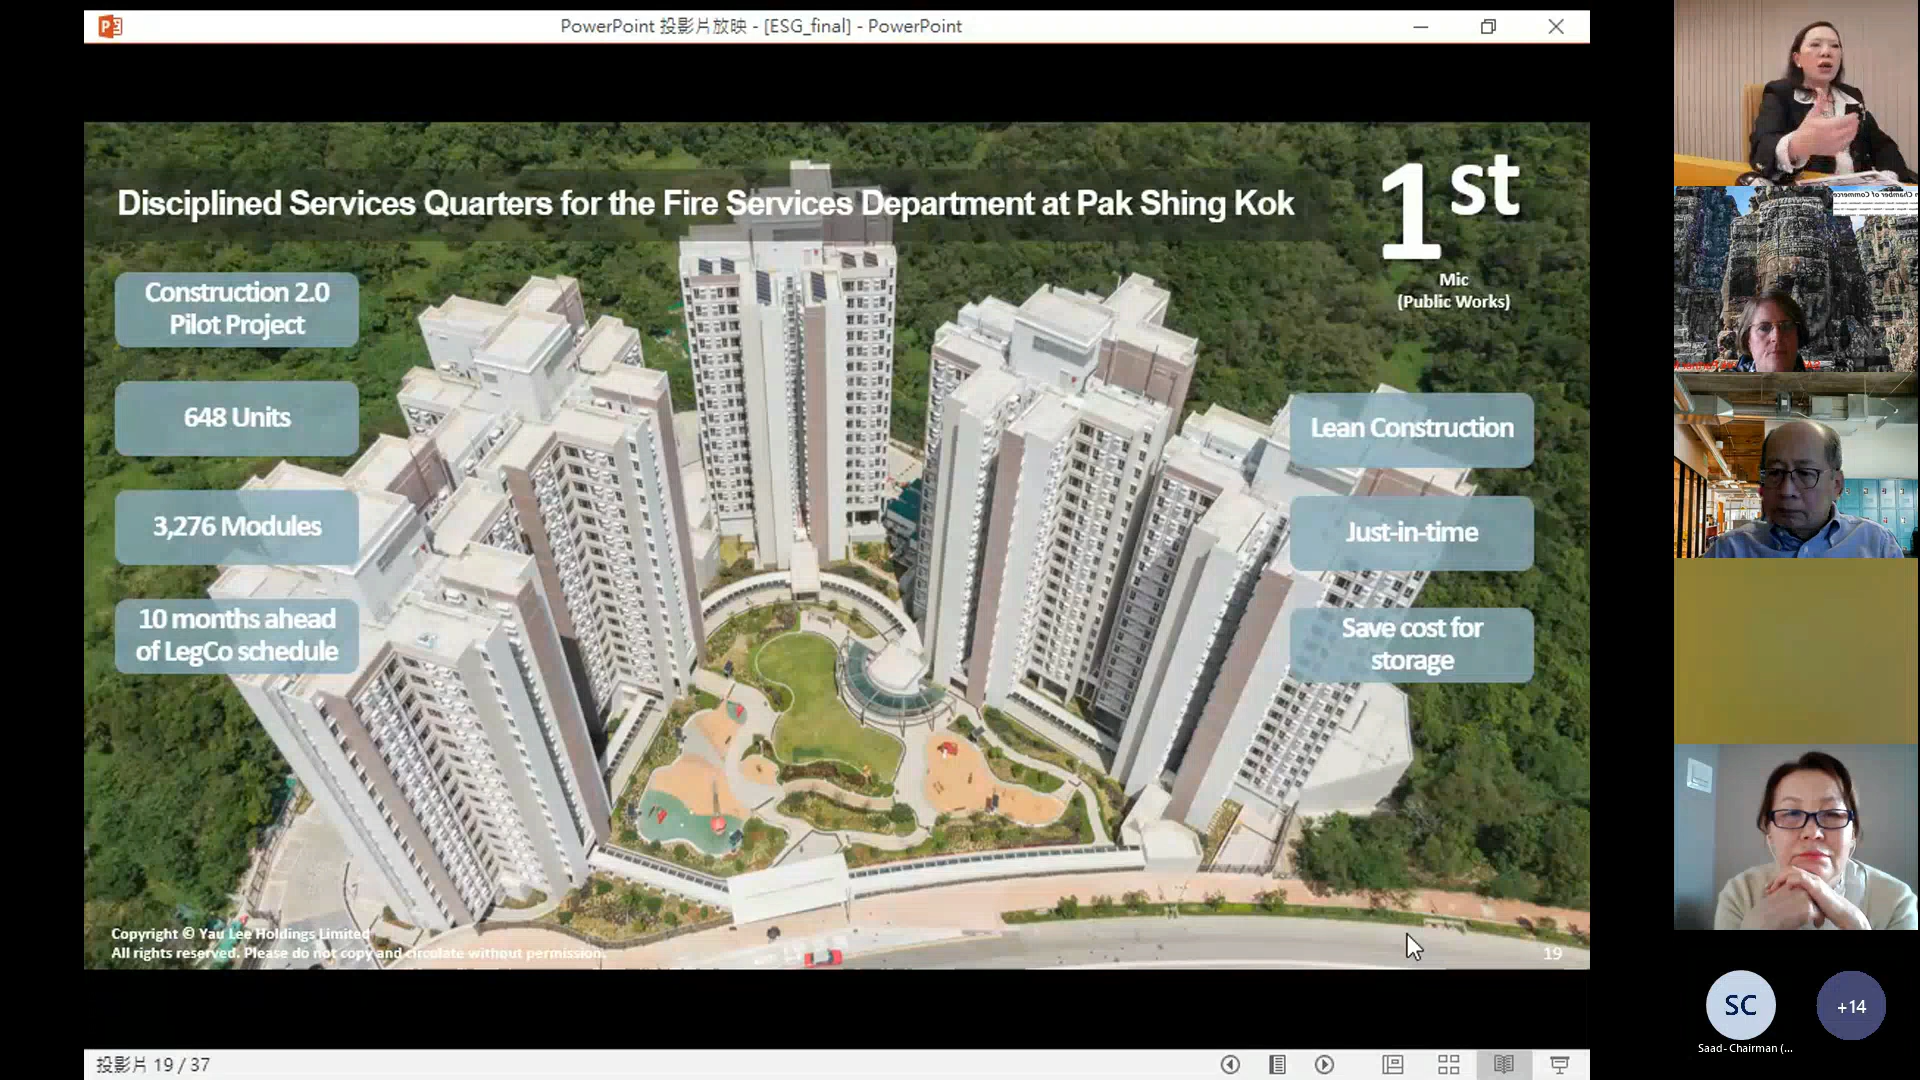 PowerPoint 投影片放映 - [ESG_final] - PowerPoint
Disciplined Services Quarters for the Fire Services Department at Pak Shing Kok
1st
Mic
(Public Works)
Construction 2.0
Pilot Project
648 Units
3,276 Modules
10 months ahead
of LegCo schedule
Lean Construction
Just-in-time
Save cost for
storage
Copyright © Yau Lee Holdings Limited
All rights reserved. Please do not copy and circulate without permission.
19
投影片 19 / 37
SC
+14
Saad- Chairman (...